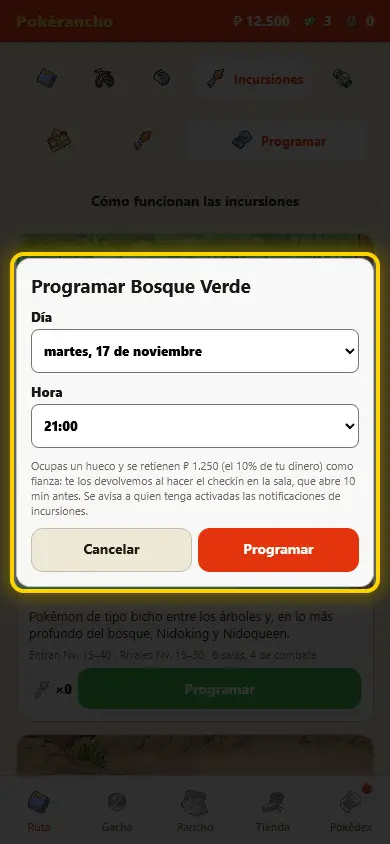 Pokérancho
₽ 12.500
3
0
Incursiones
Programar
Cómo funcionan las incursiones
Programar Bosque Verde
Día
martes, 17 de noviembre
Hora
21:00
Ocupas un hueco y se retienen ₽ 1.250 (el 10% de tu dinero) como
fianza: te los devolvemos al hacer el checkin en la sala, que abre 10
min antes. Se avisa a quien tenga activadas las notificaciones de
incursiones.
Cancelar
Programar
Pokémon de tipo bicho entre los árboles y, en lo más
profundo del bosque, Nidoking y Nidoqueen.
Entran Nv. 15–40 · Rivales Nv. 15–30 · 6 salas, 4 de combate
×0
Programar
Ruta
Gacha
Rancho
Tienda
Pokédex